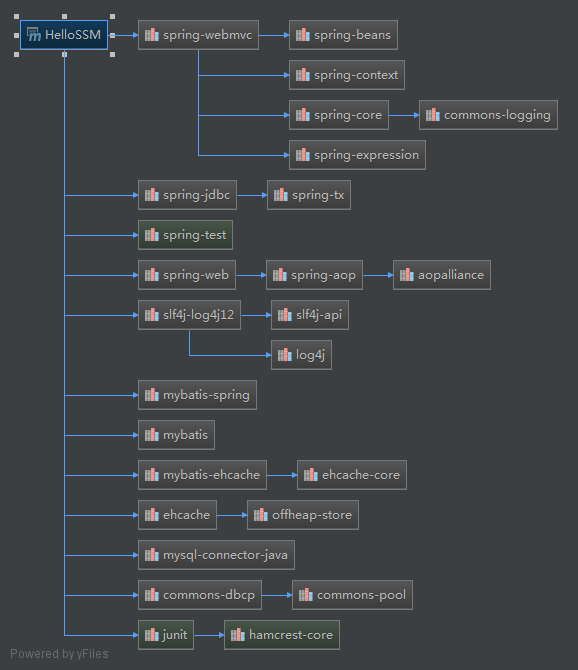 HelloSSM
spring-webmvc
spring-beans
spring-context
spring-core
commons-logging
spring-expression
spring-jdbc
spring-tx
spring-test
spring-web
spring-aop
aopalliance
slf4j-log4j12
slf4j-api
log4j
mybatis-spring
mybatis
mybatis-ehcache
ehcache-core
ehcache
offheap-store
mysql-connector-java
commons-dbcp
commons-pool
junit
hamcrest-core
Powered by yFiles